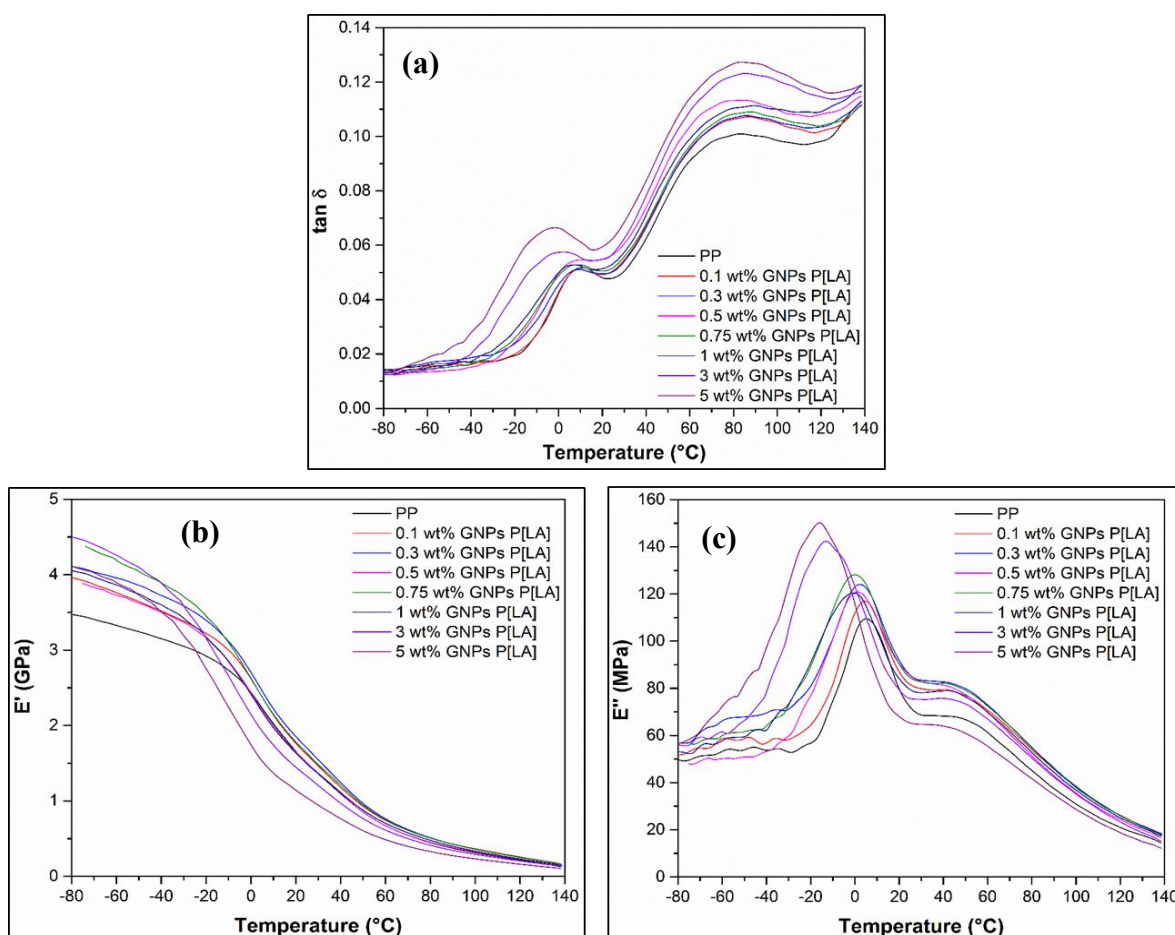 (a)
tan δ
0.14
0.12
0.10
0.08
0.06
0.04
0.02
0.00
PP
0.1 wt% GNPs P[LA]
0.3 wt% GNPs P[LA]
0.5 wt% GNPs P[LA]
0.75 wt% GNPs P[LA]
1 wt% GNPs P[LA]
3 wt% GNPs P[LA]
5 wt% GNPs P[LA]
-80 -60 -40 -20 0 20 40 60 80 100 120 140
Temperature (°C)
(b)
E' (GPa)
5
4
3
2
1
0
PP
0.1 wt% GNPs P[LA]
0.3 wt% GNPs P[LA]
0.5 wt% GNPs P[LA]
0.75 wt% GNPs P[LA]
1 wt% GNPs P[LA]
3 wt% GNPs P[LA]
5 wt% GNPs P[LA]
-80 -60 -40 -20 0 20 40 60 80 100 120 140
Temperature (°C)
(c)
E'' (MPa)
160
140
120
100
80
60
40
20
0
PP
0.1 wt% GNPs P[LA]
0.3 wt% GNPs P[LA]
0.5 wt% GNPs P[LA]
0.75 wt% GNPs P[LA]
1 wt% GNPs P[LA]
3 wt% GNPs P[LA]
5 wt% GNPs P[LA]
-80 -60 -40 -20 0 20 40 60 80 100 120 140
Temperature (°C)